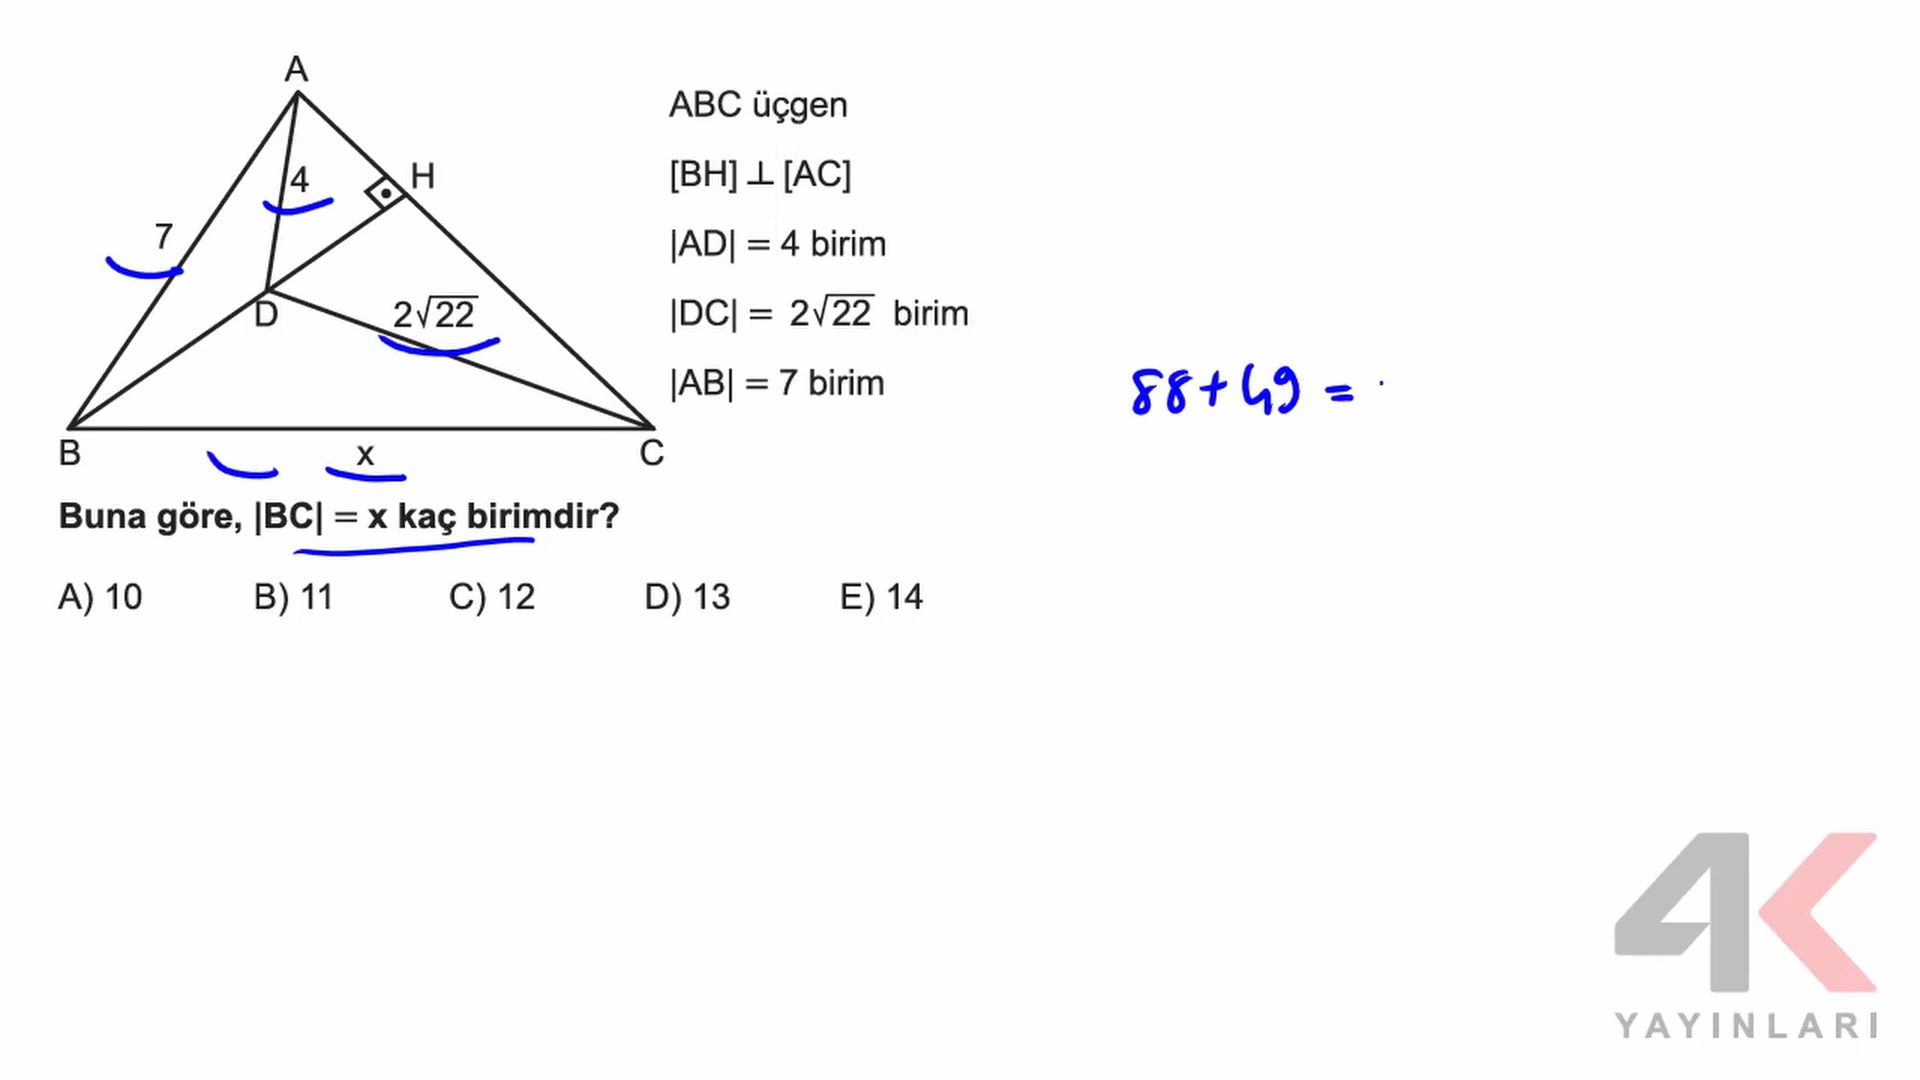 A
4
H
7
D
2√22
B
x
C
ABC üçgen
[BH] ⊥ [AC]
|AD| = 4 birim
|DC| = 2√22 birim
|AB| = 7 birim
88 + 49 =
Buna göre, |BC| = x kaç birimdir?
A) 10 B) 11 C) 12 D) 13 E) 14
4K
YAYINLARI